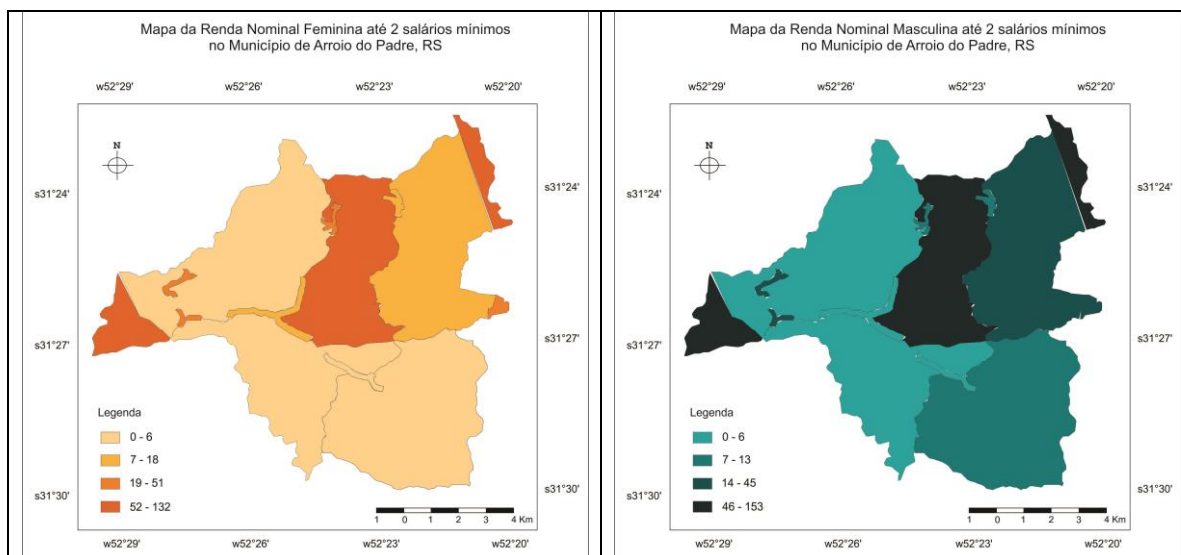 Mapa da Renda Nominal Feminina até 2 salários mínimos
no Município de Arroio do Padre, RS
w52°29' w52°26' w52°23' w52°20'
N
s31°24' s31°24'
s31°27' s31°27'
Legenda
0 - 6
7 - 18
19 - 51
52 - 132
s31°30' s31°30'
1 0 1 2 3 4 Km
w52°29' w52°26' w52°23' w52°20'
Mapa da Renda Nominal Masculina até 2 salários mínimos
no Município de Arroio do Padre, RS
w52°29' w52°26' w52°23' w52°20'
N
s31°24' s31°24'
s31°27' s31°27'
Legenda
0 - 6
7 - 13
14 - 45
46 - 153
s31°30' s31°30'
1 0 1 2 3 4 Km
w52°29' w52°26' w52°23' w52°20'